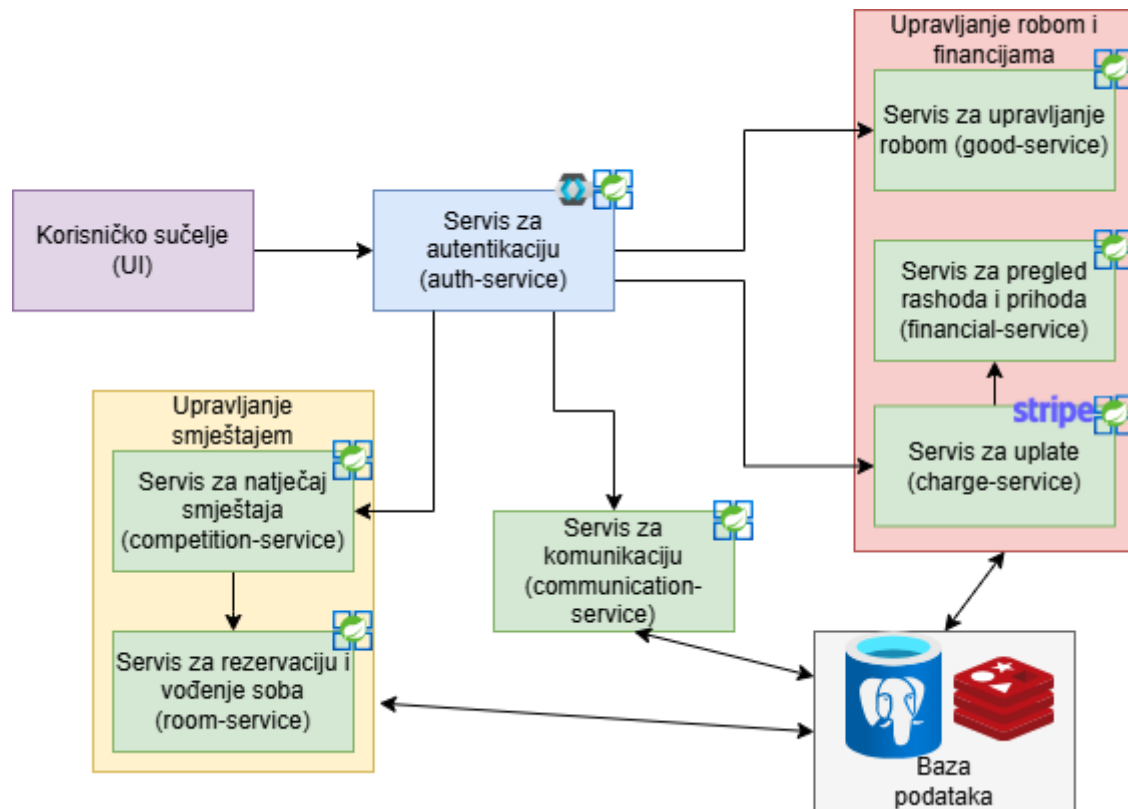 Korisničko sučelje
(UI)
Servis za
autentikaciju
(auth-service)
Upravljanje robom i
financijama
Servis za upravljanje
robom (good-service)
Servis za pregled
rashoda i prihoda
(financial-service)
stripe
Servis za uplate
(charge-service)
Upravljanje
smještajem
Servis za natječaj
smještaja
(competition-service)
Servis za rezervaciju i
vođenje soba
(room-service)
Servis za
komunikaciju
(communication-
service)
Baza
podataka